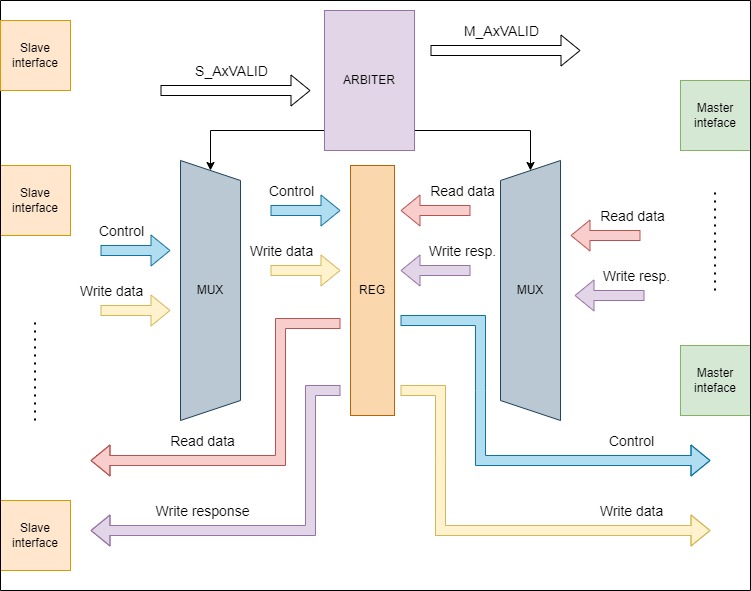 M_AxVALID
Slave
interface
S_AxVALID
ARBITER
Master
inteface
Slave
interface
Control
Read data
Read data
Control
Write data
Write resp.
Write resp.
Write data
MUX
REG
MUX
Master
inteface
Read data
Control
Write response
Write data
Slave
interface